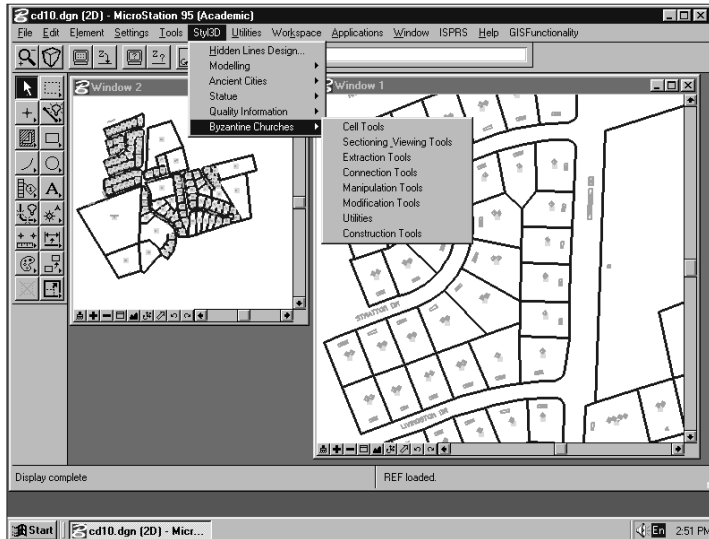 cd10.dgn (2D) - MicroStation 95 (Academic)
File Edit Element Settings Tools Styl3D Utilities Workspace Applications Window ISPRS Help GISFunctionality
Hidden Lines Design...
Modelling
Ancient Cities
Statue
Quality Information
Byzantine Churches
Cell Tools
Sectioning_Viewing Tools
Extraction Tools
Connection Tools
Manipulation Tools
Modification Tools
Utilities
Construction Tools
Window 2
Window 1
STRATTON DR
LIVINGSTON DR
Display complete
REF loaded.
Start
cd10.dgn (2D) - Micr...
En
2:51 PM